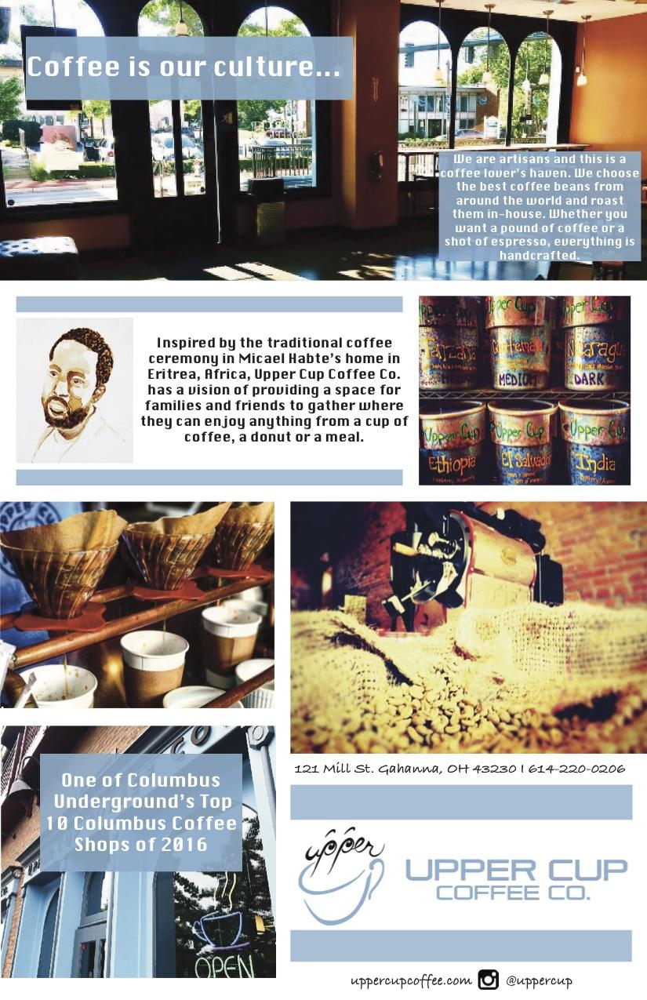 Coffee is our culture...
We are artisans and this is a
coffee lover's haven. We choose
the best coffee beans from
around the world and roast
them in-house. Whether you
want a pound of coffee or a
shot of espresso, everything is
handcrafted.
Inspired by the traditional coffee
ceremony in Micael Habte's home in
Eritrea, Africa, Upper Cup Coffee Co.
has a vision of providing a space for
families and friends to gather where
they can enjoy anything from a cup of
coffee, a donut or a meal.
Upper Cup Upper Cup Upper Cup
MEDIUM DARK
Upper Cup Upper Cup Upper Cup
Ethiopia El Salvador India
121 Mill St. Gahanna, OH 43230 | 614-220-0206
One of Columbus
Underground's Top
10 Columbus Coffee
Shops of 2016
OPEN
upper
UPPER CUP
COFFEE CO.
uppercupcoffee.com @uppercup